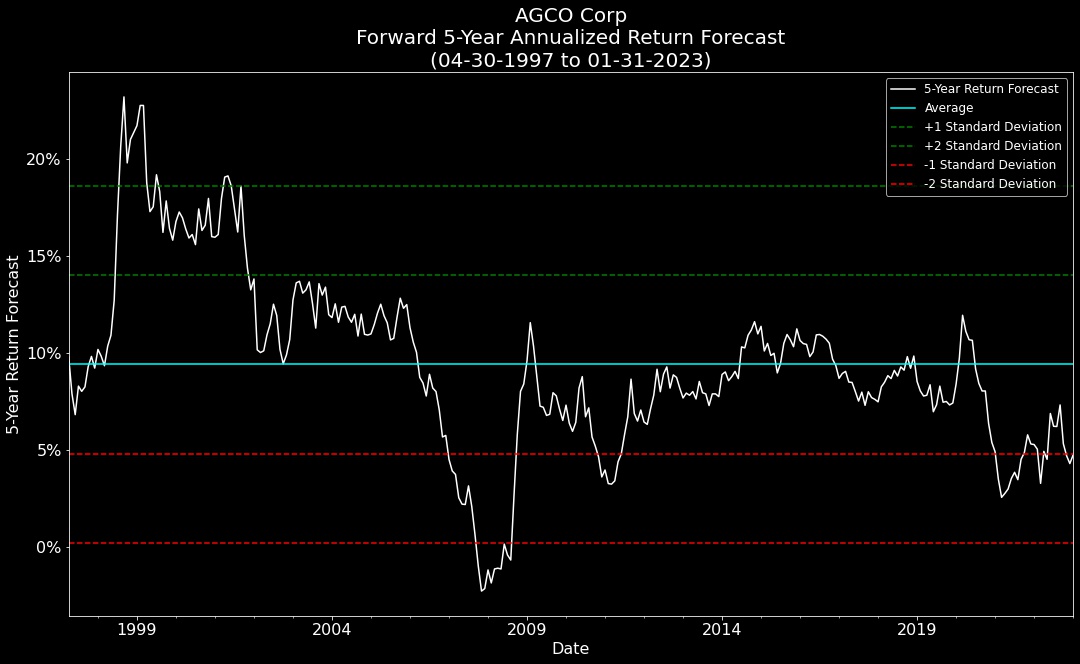 AGCO Corp
Forward 5-Year Annualized Return Forecast
(04-30-1997 to 01-31-2023)
5-Year Return Forecast
Average
+1 Standard Deviation
+2 Standard Deviation
-1 Standard Deviation
-2 Standard Deviation
20%
15%
10%
5%
0%
5-Year Return Forecast
1999 2004 2009 2014 2019
Date